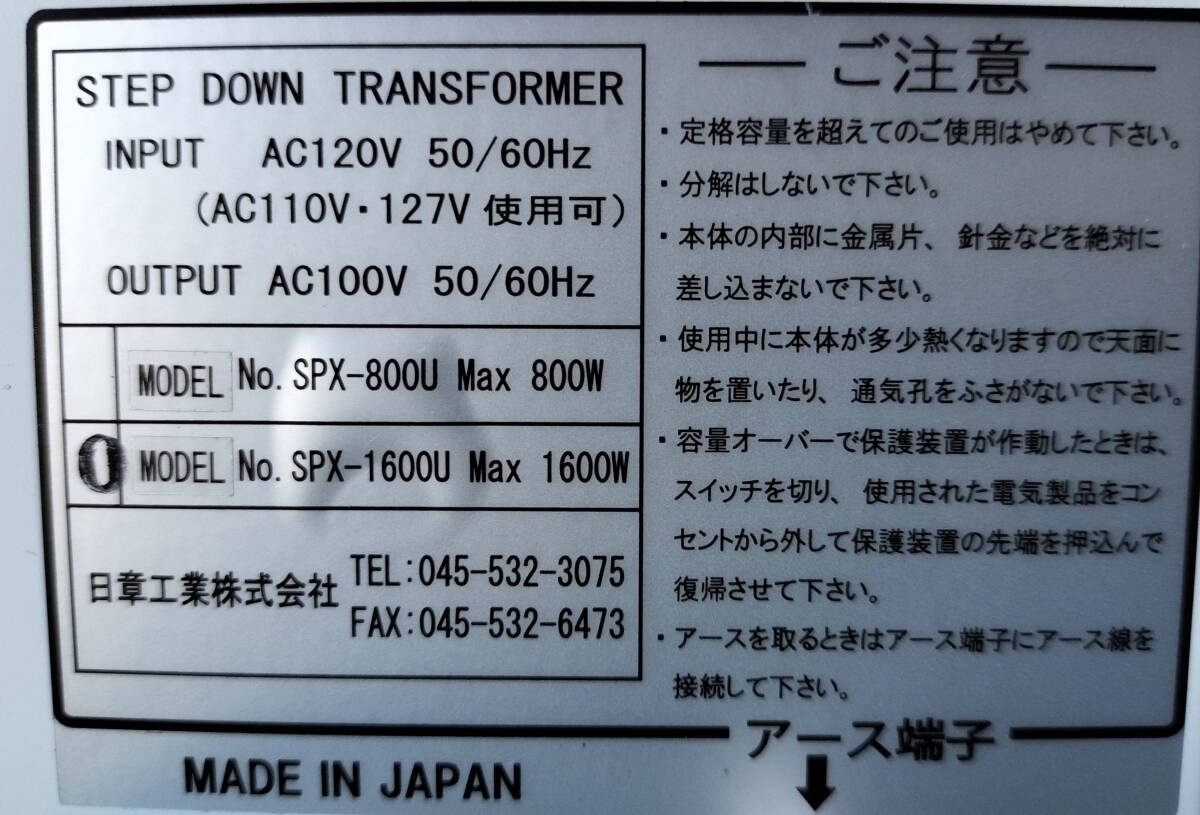 STEP DOWN TRANSFORMER
INPUT AC120V 50/60Hz
(AC110V・127V 使用可)
OUTPUT AC100V 50/60Hz
MODEL No. SPX-800U Max 800W
MODEL No. SPX-1600U Max 1600W
日章工業株式会社
TEL:045-532-3075
FAX:045-532-6473
ご注意
・定格容量を超えてのご使用はやめて下さい。
・分解はしないで下さい。
・本体の内部に金属片、針金などを絶対に
差し込まないで下さい。
・使用中に本体が多少熱くなりますので天面に
物を置いたり、通気孔をふさがないで下さい。
・容量オーバーで保護装置が作動したときは、
スイッチを切り、使用された電気製品をコン
セントから外して保護装置の先端を押込んで
復帰させて下さい。
・アースを取るときはアース端子にアース線を
接続して下さい。
アース端子
MADE IN JAPAN